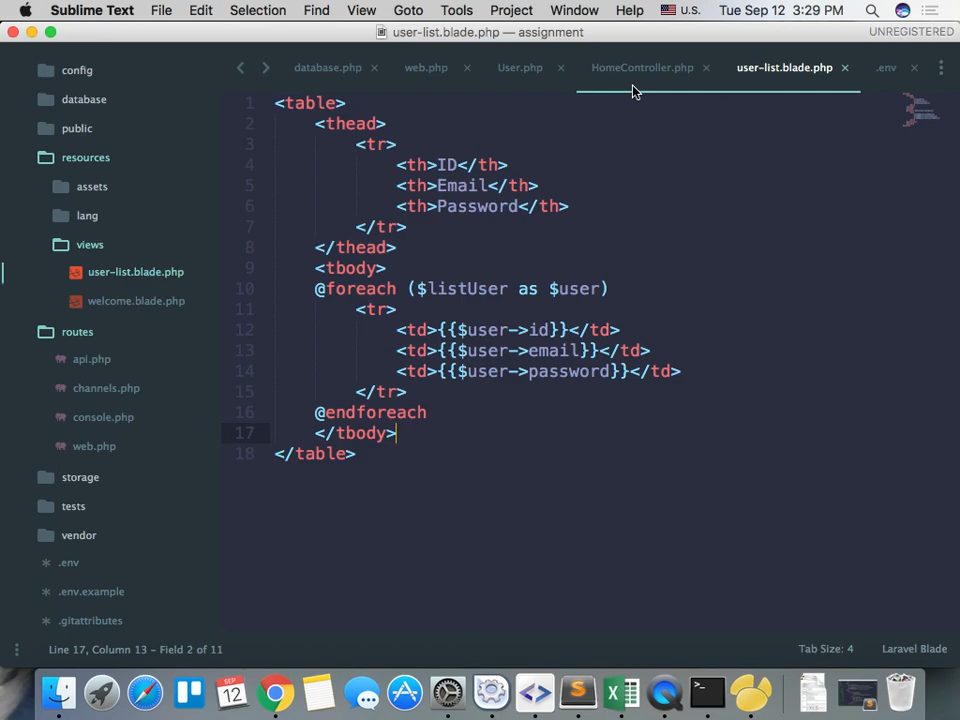 Sublime Text File Edit Selection Find View Goto Tools Project Window Help U.S. Tue Sep 12 3:29 PM
user-list.blade.php — assignment UNREGISTERED
database.php web.php User.php HomeController.php user-list.blade.php .env
config
database
public
resources
assets
lang
views
user-list.blade.php
welcome.blade.php
routes
api.php
channels.php
console.php
web.php
storage
tests
vendor
.env
.env.example
.gitattributes
1 <table>
2 <thead>
3 <tr>
4 <th>ID</th>
5 <th>Email</th>
6 <th>Password</th>
7 </tr>
8 </thead>
9 <tbody>
10 @foreach ($listUser as $user)
11 <tr>
12 <td>{{$user->id}}</td>
13 <td>{{$user->email}}</td>
14 <td>{{$user->password}}</td>
15 </tr>
16 @endforeach
17 </tbody>
18 </table>
Line 17, Column 13 - Field 2 of 11 Tab Size: 4 Laravel Blade
SEP
12